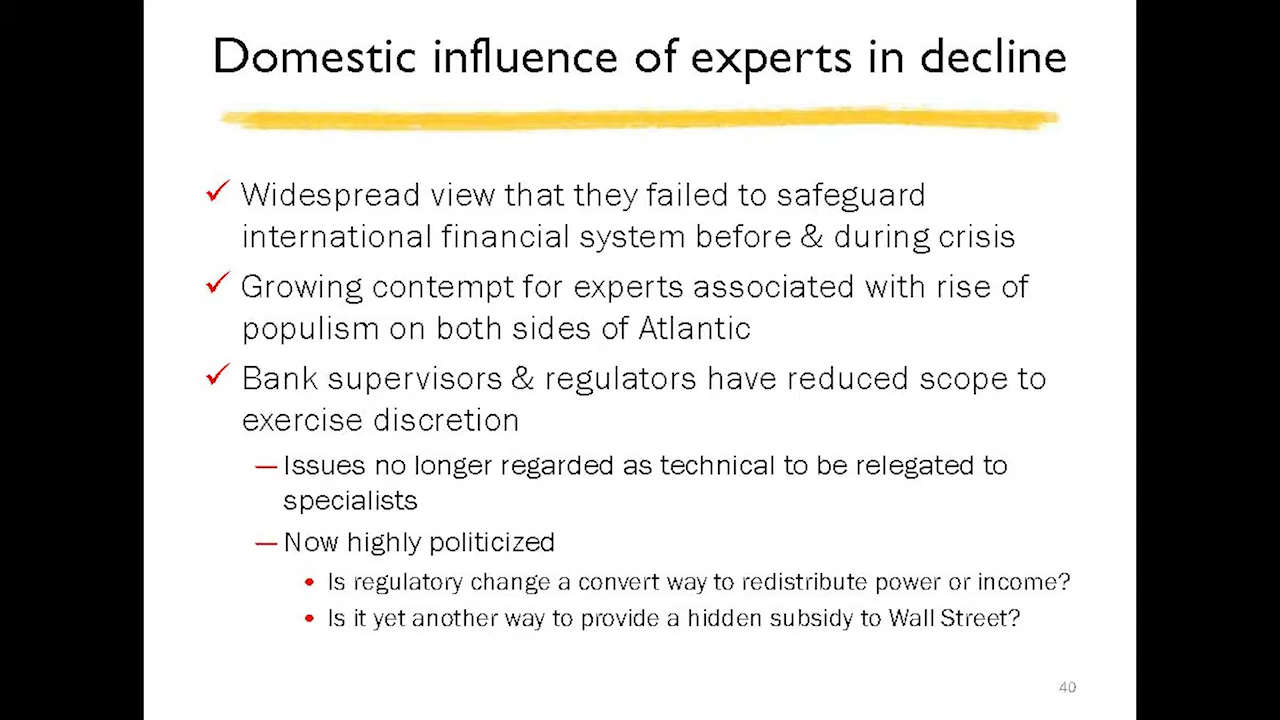 Domestic influence of experts in decline
✓ Widespread view that they failed to safeguard
international financial system before & during crisis
✓ Growing contempt for experts associated with rise of
populism on both sides of Atlantic
✓ Bank supervisors & regulators have reduced scope to
exercise discretion
— Issues no longer regarded as technical to be relegated to
specialists
— Now highly politicized
• Is regulatory change a convert way to redistribute power or income?
• Is it yet another way to provide a hidden subsidy to Wall Street?
40